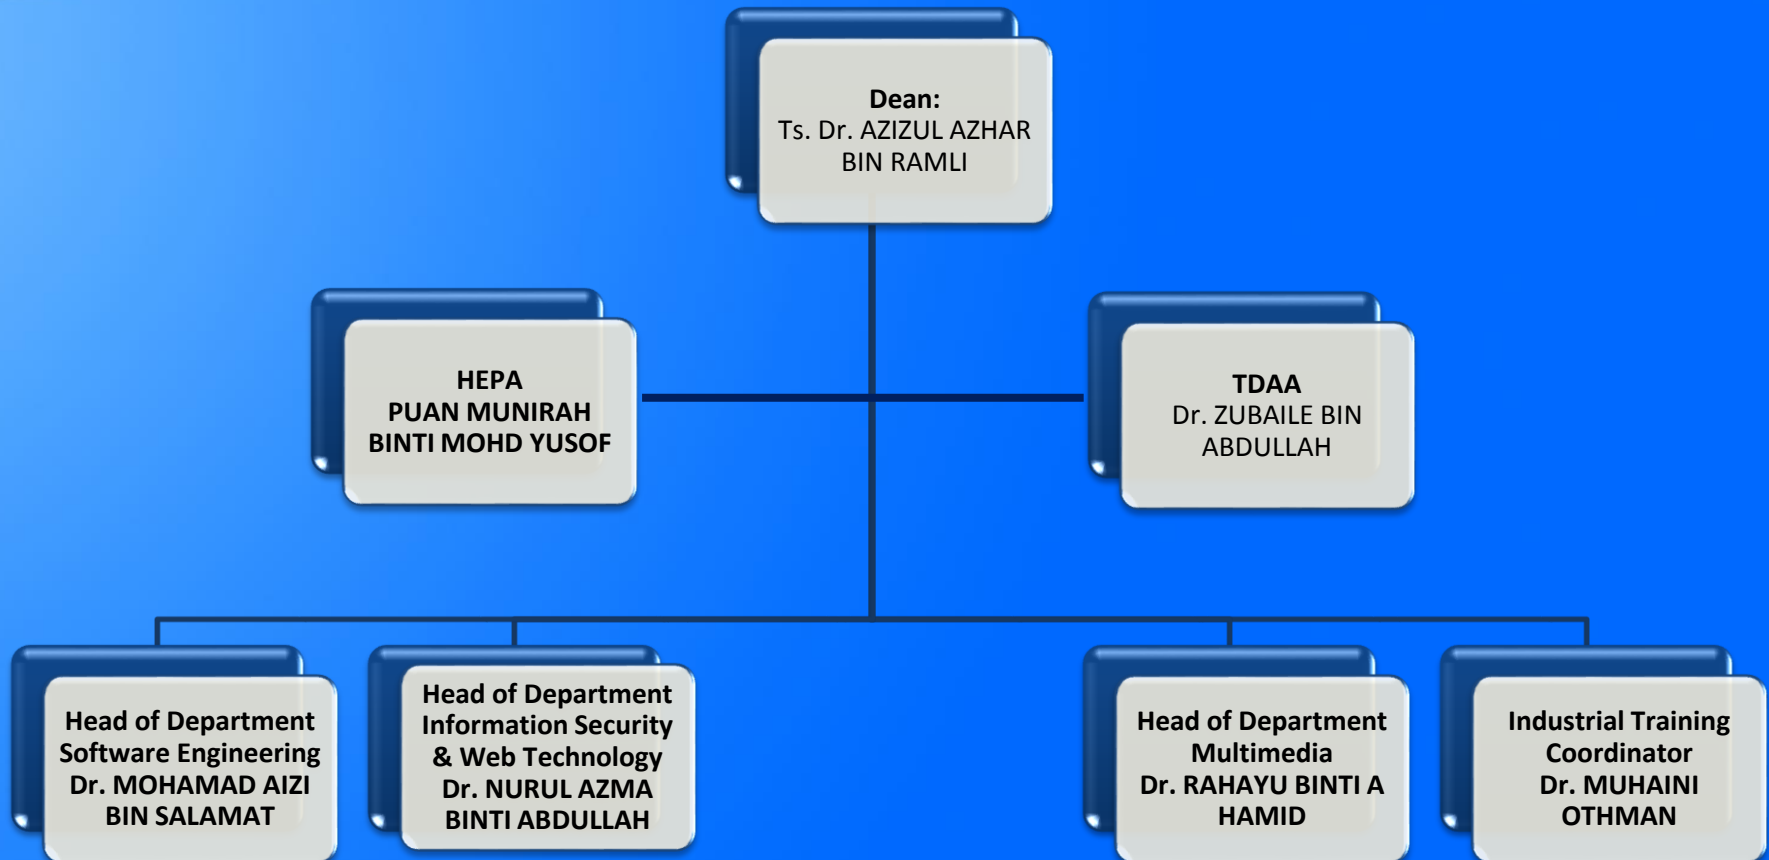 Dean:
Ts. Dr. AZIZUL AZHAR
BIN RAMLI
HEPA
PUAN MUNIRAH
BINTI MOHD YUSOF
TDAA
Dr. ZUBAILE BIN
ABDULLAH
Head of Department
Software Engineering
Dr. MOHAMAD AIZI
BIN SALAMAT
Head of Department
Information Security
& Web Technology
Dr. NURUL AZMA
BINTI ABDULLAH
Head of Department
Multimedia
Dr. RAHAYU BINTI A
HAMID
Industrial Training
Coordinator
Dr. MUHAINI
OTHMAN